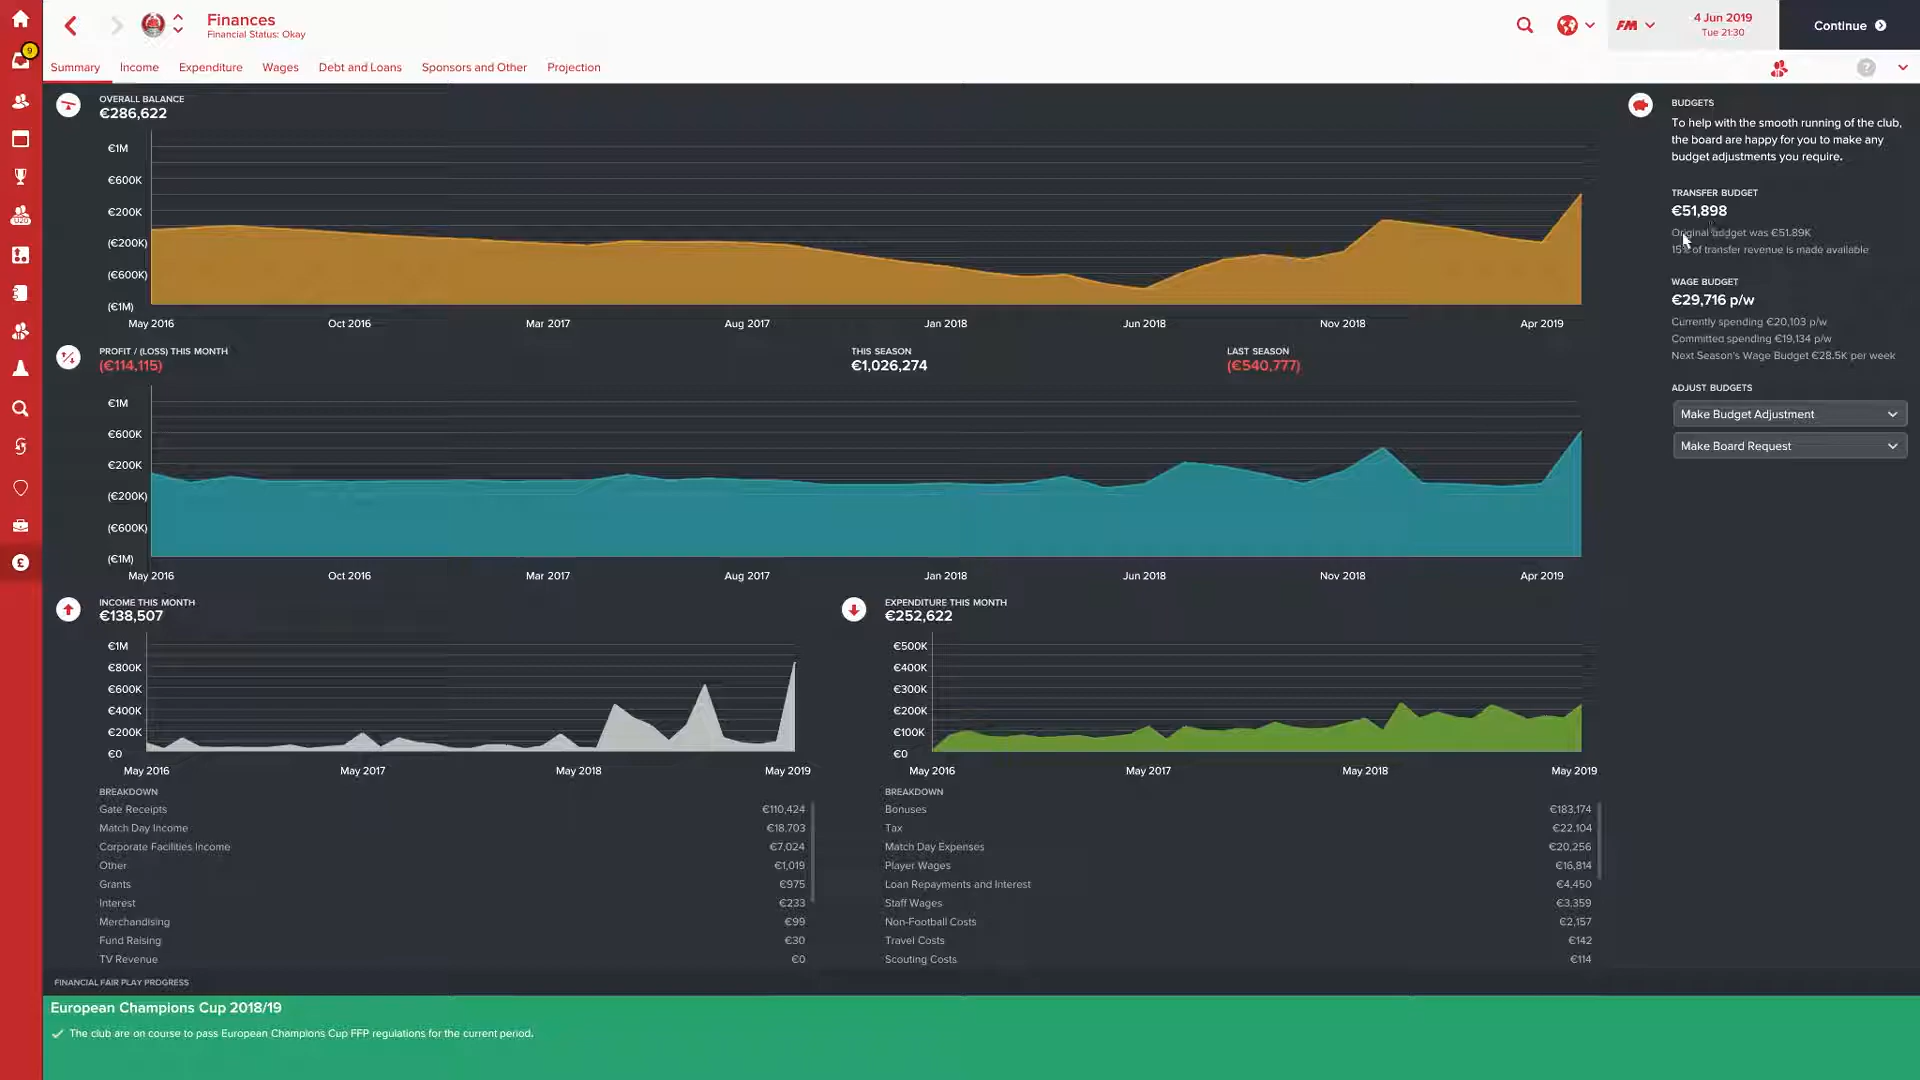 Finances
Financial Status: Okay
9
FM
4 Jun 2019
Tue 21:30
Continue
Summary
Income
Expenditure
Wages
Debt and Loans
Sponsors and Other
Projection
?
OVERALL BALANCE
€286,622
€1M
€600K
€200K
(€200K)
(€600K)
(€1M)
May 2016
Oct 2016
Mar 2017
Aug 2017
Jan 2018
Jun 2018
Nov 2018
Apr 2019
PROFIT / (LOSS) THIS MONTH
(€114,115)
THIS SEASON
€1,026,274
LAST SEASON
(€540,777)
€1M
€600K
€200K
(€200K)
(€600K)
(€1M)
May 2016
Oct 2016
Mar 2017
Aug 2017
Jan 2018
Jun 2018
Nov 2018
Apr 2019
INCOME THIS MONTH
€138,507
€1M
€800K
€600K
€400K
€200K
€0
May 2016
May 2017
May 2018
May 2019
BREAKDOWN
Gate Receipts €110,424
Match Day Income €18,703
Corporate Facilities Income €7,024
Other €1,019
Grants €975
Interest €233
Merchandising €99
Fund Raising €30
TV Revenue €0
EXPENDITURE THIS MONTH
€252,622
€500K
€400K
€300K
€200K
€100K
€0
May 2016
May 2017
May 2018
May 2019
BREAKDOWN
Bonuses €183,174
Tax €22,104
Match Day Expenses €20,256
Player Wages €16,814
Loan Repayments and Interest €4,450
Staff Wages €3,359
Non-Football Costs €2,157
Travel Costs €142
Scouting Costs €114
BUDGETS
To help with the smooth running of the club,
the board are happy for you to make any
budget adjustments you require.
TRANSFER BUDGET
€51,898
Original budget was €51.89K
15% of transfer revenue is made available
WAGE BUDGET
€29,716 p/w
Currently spending €20,103 p/w
Committed spending €19,134 p/w
Next Season's Wage Budget €28.5K per week
ADJUST BUDGETS
Make Budget Adjustment
Make Board Request
FINANCIAL FAIR PLAY PROGRESS
European Champions Cup 2018/19
The club are on course to pass European Champions Cup FFP regulations for the current period.